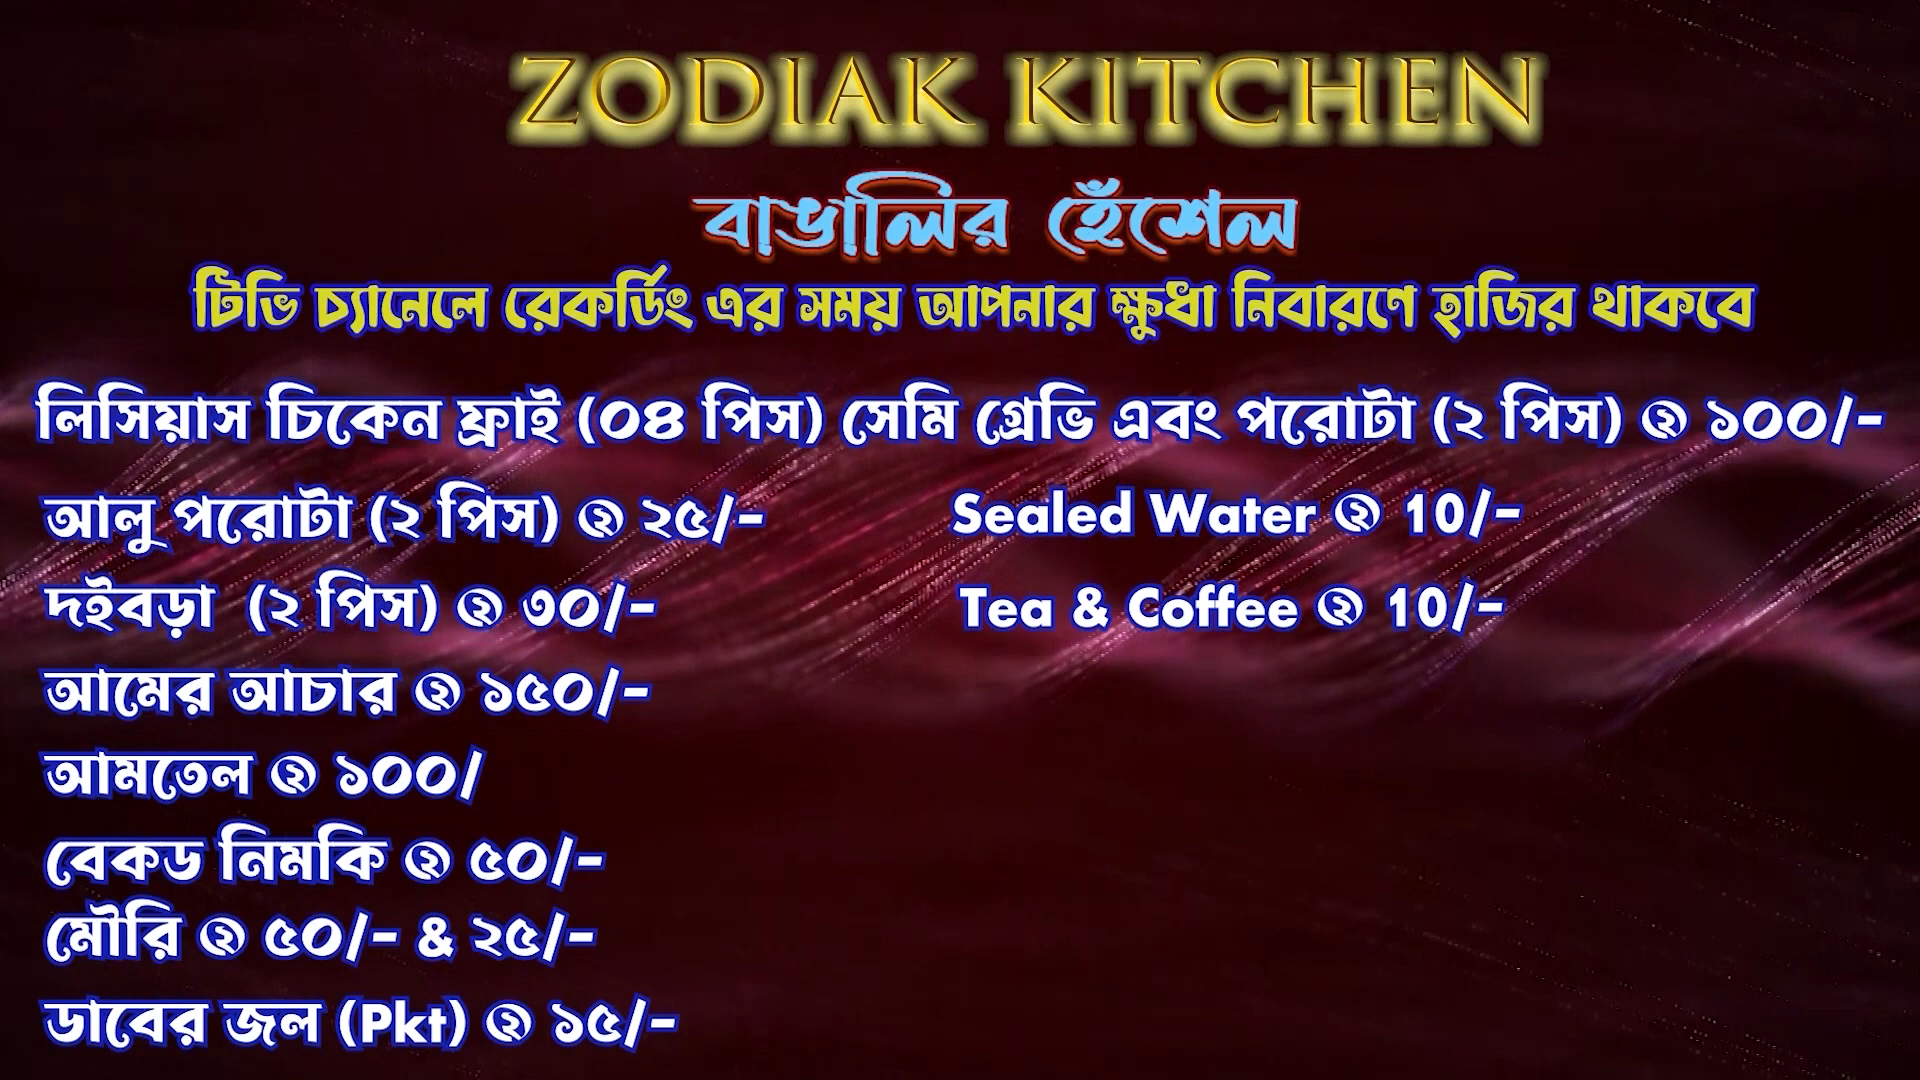 ZODIAK KITCHEN
বাঙালির হেঁশেল
টিভি চ্যানেলে রেকর্ডিং এর সময় আপনার ক্ষুধা নিবারণে হাজির থাকবে
লিসিয়াস চিকেন ফ্রাই (০৪ পিস) সেমি গ্রেভি এবং পরোটা (২ পিস) @ ১০০/-
আলু পরোটা (২ পিস) @ ২৫/-
Sealed Water @ 10/-
দইবড়া (২ পিস) @ ৩০/-
Tea & Coffee @ 10/-
আমের আচার @ ১৫০/-
আমতেল @ ১০০/
বেকড নিমকি @ ৫০/-
মৌরি @ ৫০/- & ২৫/-
ডাবের জল (Pkt) @ ১৫/-